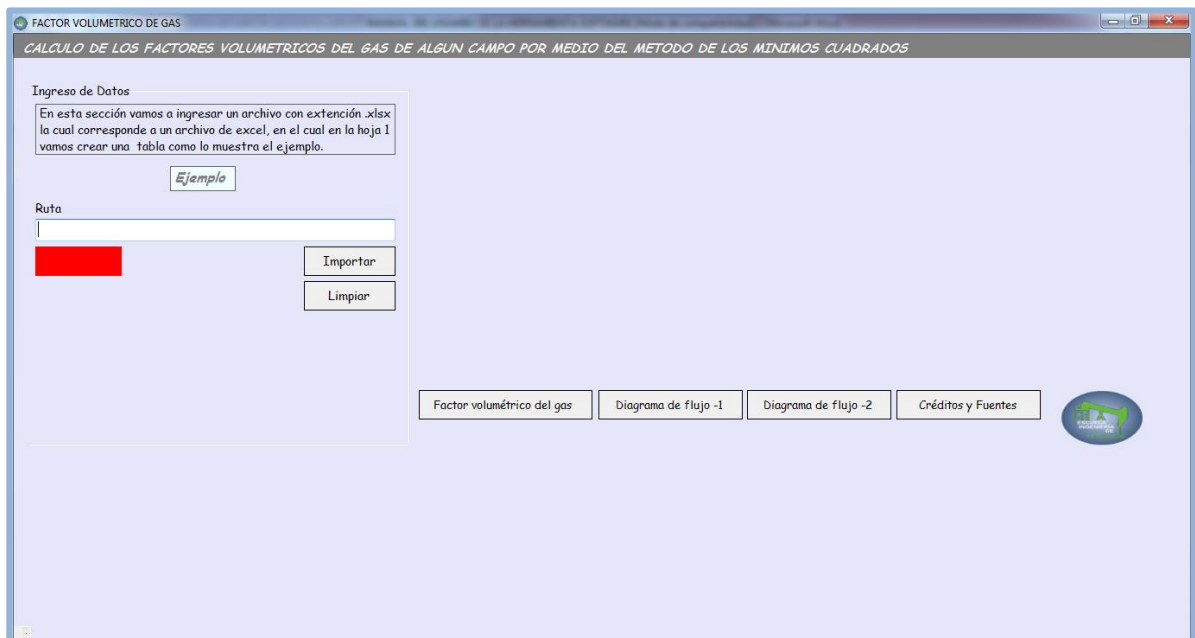 FACTOR VOLUMETRICO DE GAS
CALCULO DE LOS FACTORES VOLUMETRICOS DEL GAS DE ALGUN CAMPO POR MEDIO DEL METODO DE LOS MINIMOS CUADRADOS
Ingreso de Datos
En esta sección vamos a ingresar un archivo con extención .xlsx
la cual corresponde a un archivo de excel, en el cual en la hoja 1
vamos crear una tabla como lo muestra el ejemplo.
Ejemplo
Ruta
Importar
Limpiar
Factor volumétrico del gas
Diagrama de flujo -1
Diagrama de flujo -2
Créditos y Fuentes